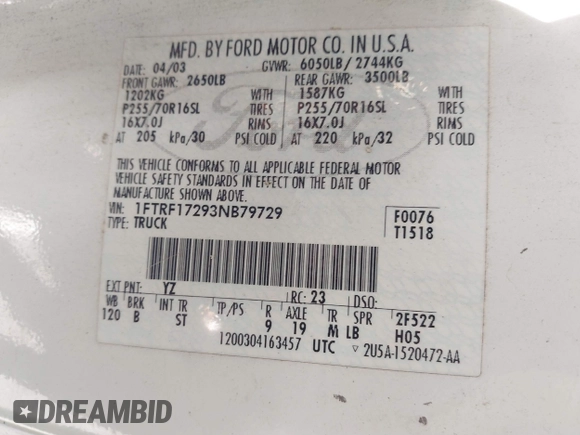 MFD. BY FORD MOTOR CO. IN U.S.A.
DATE: 04/03 GVWR: 6050LB/ 2744KG
FRONT GAWR: 2650LB REAR GAWR: 3500LB
1202KG WITH 1587KG WITH
P255/70R16SL TIRES P255/70R16SL TIRES
16X7.0J RIMS 16X7.0J RIMS
AT 205 kPa/30 PSI COLD AT 220 kPa/32 PSI COLD
THIS VEHICLE CONFORMS TO ALL APPLICABLE FEDERAL MOTOR
VEHICLE SAFETY STANDARDS IN EFFECT ON THE DATE OF
MANUFACTURE SHOWN ABOVE.
VIN: 1FTRF17293NB79729 F0076
TYPE: TRUCK T1518
EXT PNT: YZ RC: 23 DSO:
WB BRK INT TR TP/PS R AXLE TR SPR 2F522
120 B ST 9 19 M LB H05
1200304163457 UTC 2U5A-1520472-AA
Ford
DREAMBID